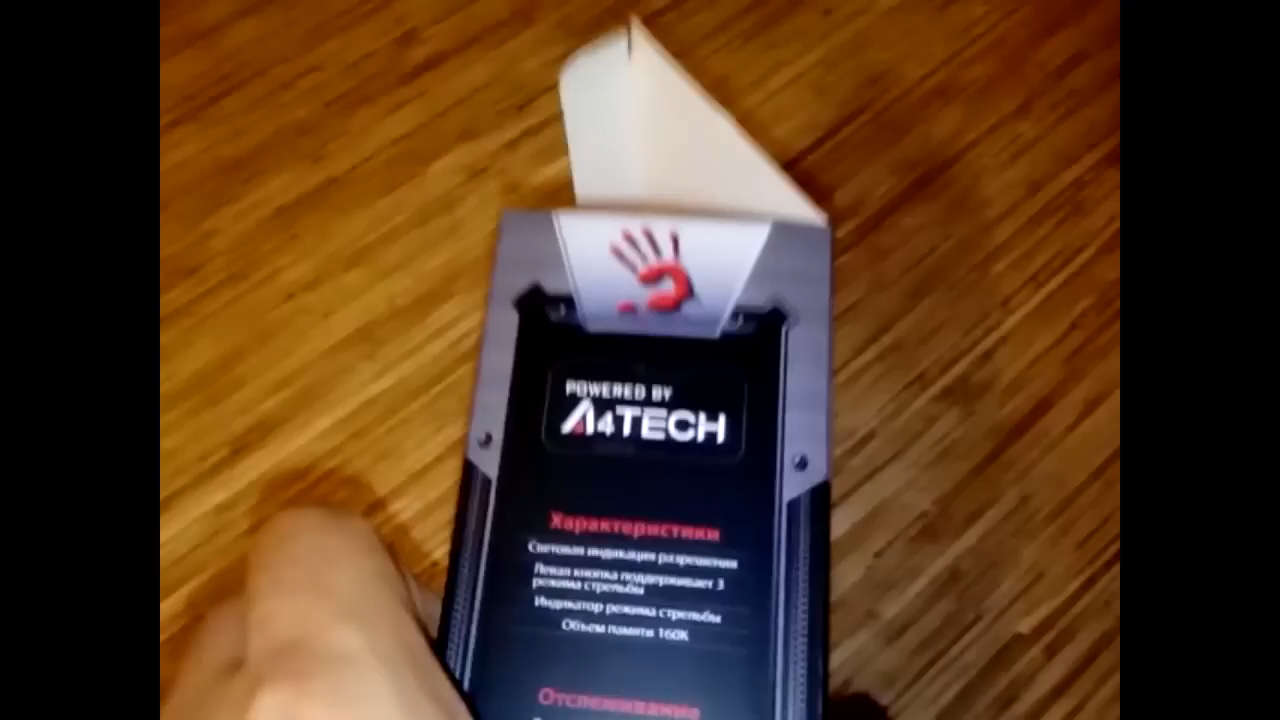 POWERED BY
A4TECH
Характеристики
Световая индикация разрешения
Левая кнопка поддерживает 3
режима стрельбы
Индикатор режима стрельбы
Объем памяти 160K
Отслеживание